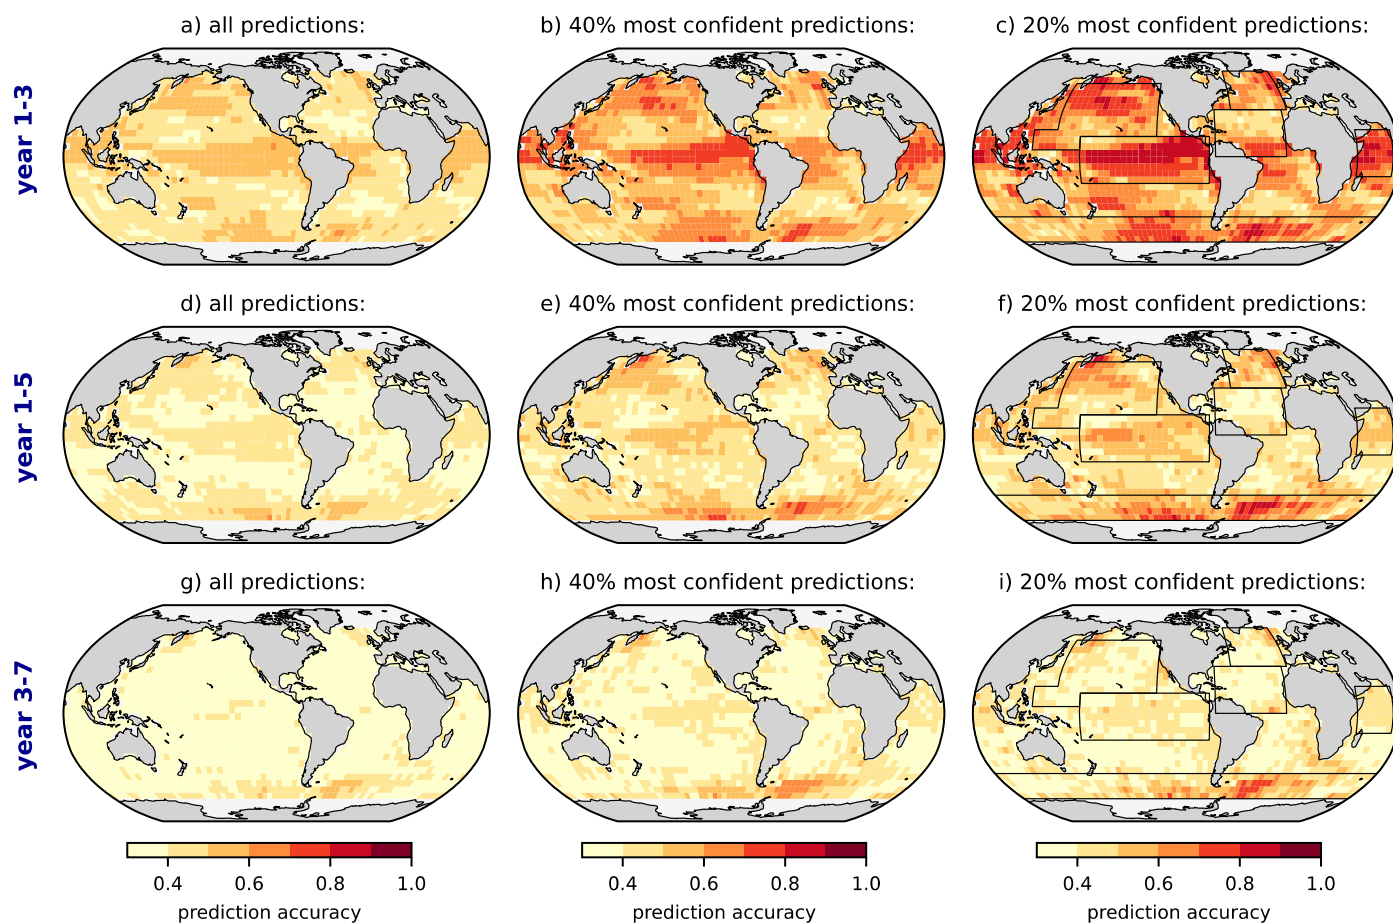 a) all predictions:
b) 40% most confident predictions:
c) 20% most confident predictions:
year 1-3
d) all predictions:
e) 40% most confident predictions:
f) 20% most confident predictions:
year 1-5
g) all predictions:
h) 40% most confident predictions:
i) 20% most confident predictions:
year 3-7
0.4 0.6 0.8 1.0
prediction accuracy
0.4 0.6 0.8 1.0
prediction accuracy
0.4 0.6 0.8 1.0
prediction accuracy